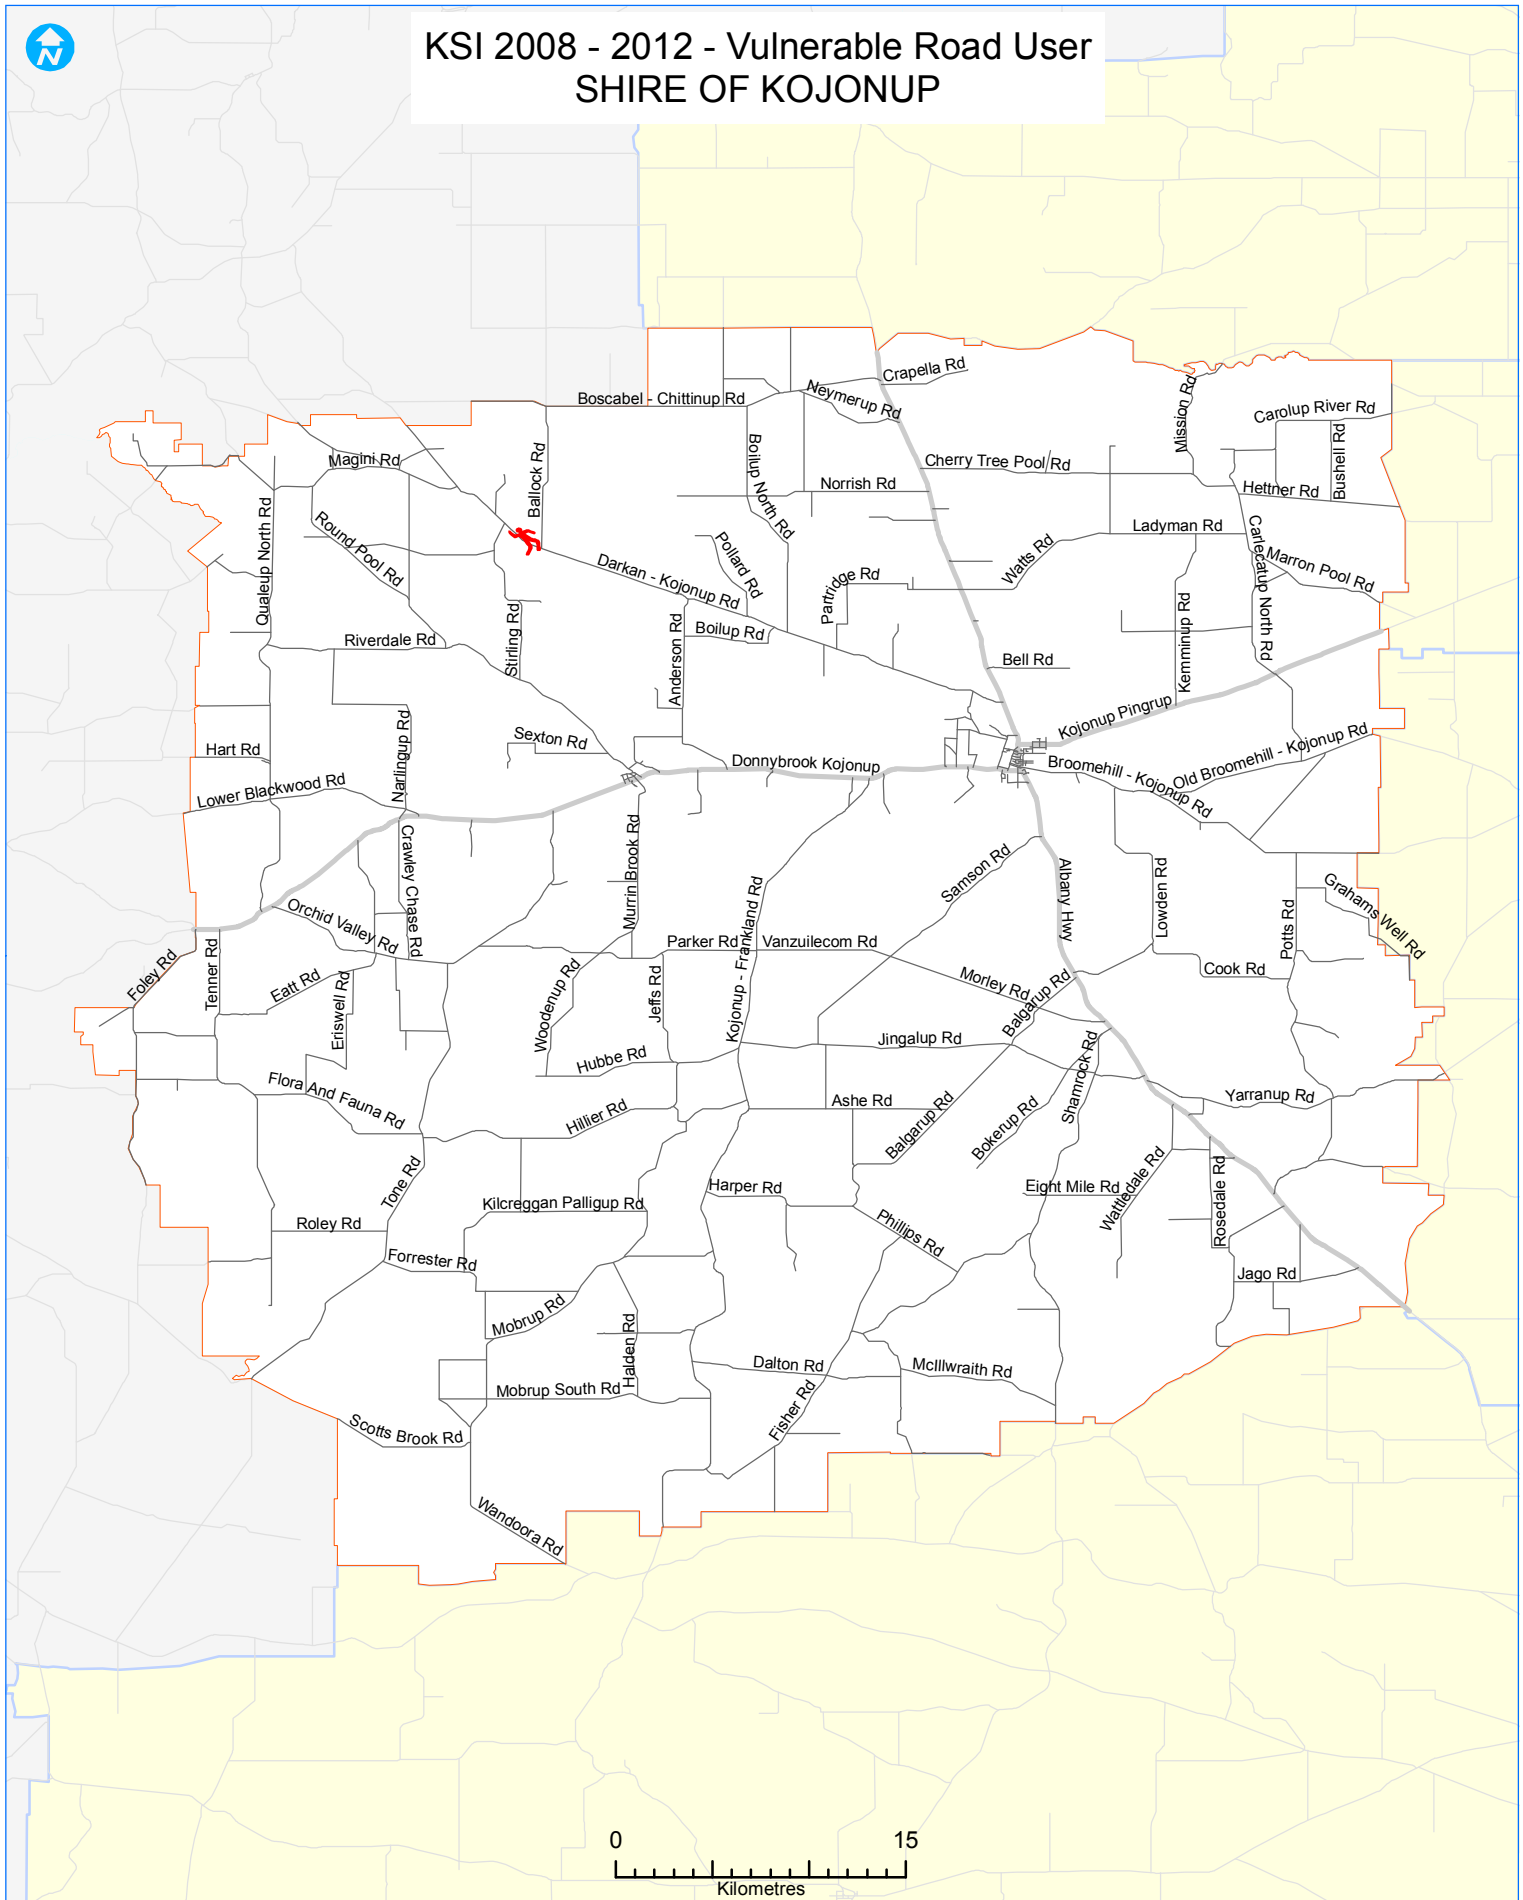 N
KSI 2008 - 2012 - Vulnerable Road User
SHIRE OF KOJONUP
Crapella Rd
Boscabel - Chittinup Rd
Neymerup Rd
Mission Rd
Carolup River Rd
Bushell Rd
Magini Rd
Ballock Rd
Boilup North Rd
Cherry Tree Pool Rd
Norrish Rd
Hettner Rd
Qualeup North Rd
Round Pool Rd
Ladyman Rd
Carlecatup North Rd
Pollard Rd
Watts Rd
Marron Pool Rd
Darkan - Kojonup Rd
Partridge Rd
Kemminup Rd
Riverdale Rd
Stirling Rd
Anderson Rd
Boilup Rd
Bell Rd
Kojonup Pingrup
Narlingup Rd
Sexton Rd
Hart Rd
Donnybrook Kojonup
Broomehill - Kojonup Rd
Old Broomehill - Kojonup Rd
Lower Blackwood Rd
Crawley Chase Rd
Murrin Brook Rd
Samson Rd
Albany Hwy
Lowden Rd
Kojonup - Frankland Rd
Grahams Well Rd
Potts Rd
Orchid Valley Rd
Parker Rd
Vanzuilecom Rd
Foley Rd
Tenner Rd
Eatt Rd
Eriswell Rd
Woodenup Rd
Jeffs Rd
Morley Rd
Balgarup Rd
Cook Rd
Jingalup Rd
Hubbe Rd
Shamrock Rd
Flora And Fauna Rd
Hillier Rd
Ashe Rd
Balgarup Rd
Bokerup Rd
Yarranup Rd
Tone Rd
Kilcreggan Palligup Rd
Harper Rd
Eight Mile Rd
Wattledale Rd
Rosedale Rd
Roley Rd
Phillips Rd
Forrester Rd
Jago Rd
Mobrup Rd
Halden Rd
Dalton Rd
McIllwraith Rd
Mobrup South Rd
Fisher Rd
Scotts Brook Rd
Wandoora Rd
0 15
Kilometres